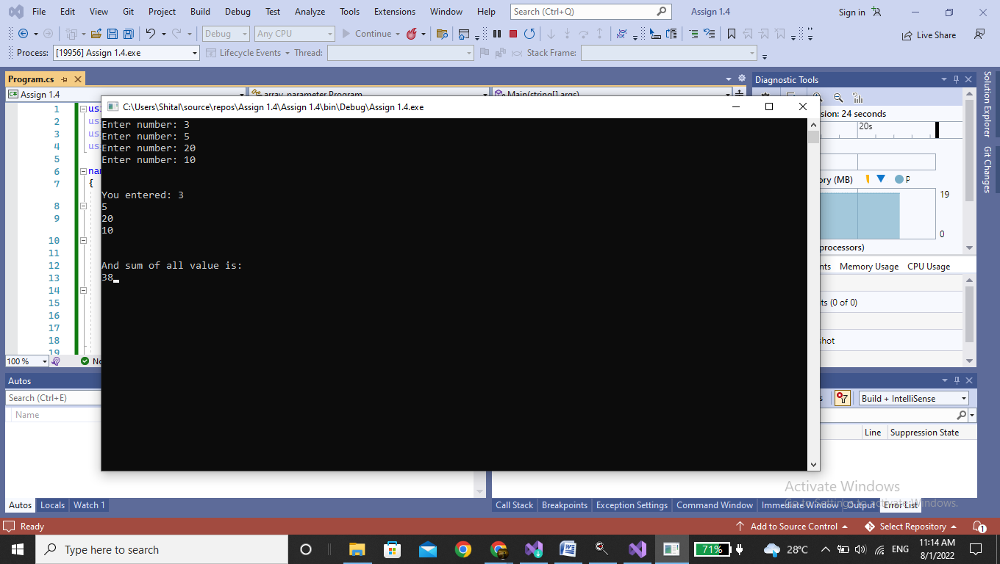 File Edit View Git Project Build Debug Test Analyze Tools Extensions Window Help Search (Ctrl+Q) Assign 1.4 Sign in
Debug Any CPU Continue Live Share
Process: [19956] Assign 1.4.exe Lifecycle Events Thread: Stack Frame:
Program.cs Diagnostic Tools
C# Assign 1.4 array_parameter.Program Main(string[] args)
C:\Users\Shital\source\repos\Assign 1.4\Assign 1.4\bin\Debug\Assign 1.4.exe
Enter number: 3
Enter number: 5
Enter number: 20
Enter number: 10
You entered: 3
5
20
10
And sum of all value is:
38
1
2
3
4
5
6
7 {
8
9
10
11
12
13
14
15
16
17
18
19
100 %
sion: 24 seconds
20s
ory (MB) P
19
0
processors)
nts Memory Usage CPU Usage
ts (0 of 0)
shot
Solution Explorer
Git Changes
Autos
Search (Ctrl+E)
Name
Build + IntelliSense
Line Suppression State
Autos Locals Watch 1
Call Stack Breakpoints Exception Settings Command Window Immediate Window Output Error List
Activate Windows
Go to Settings to activate Windows.
Ready Add to Source Control Select Repository 1
Type here to search 71% 28°C ENG 11:14 AM
8/1/2022